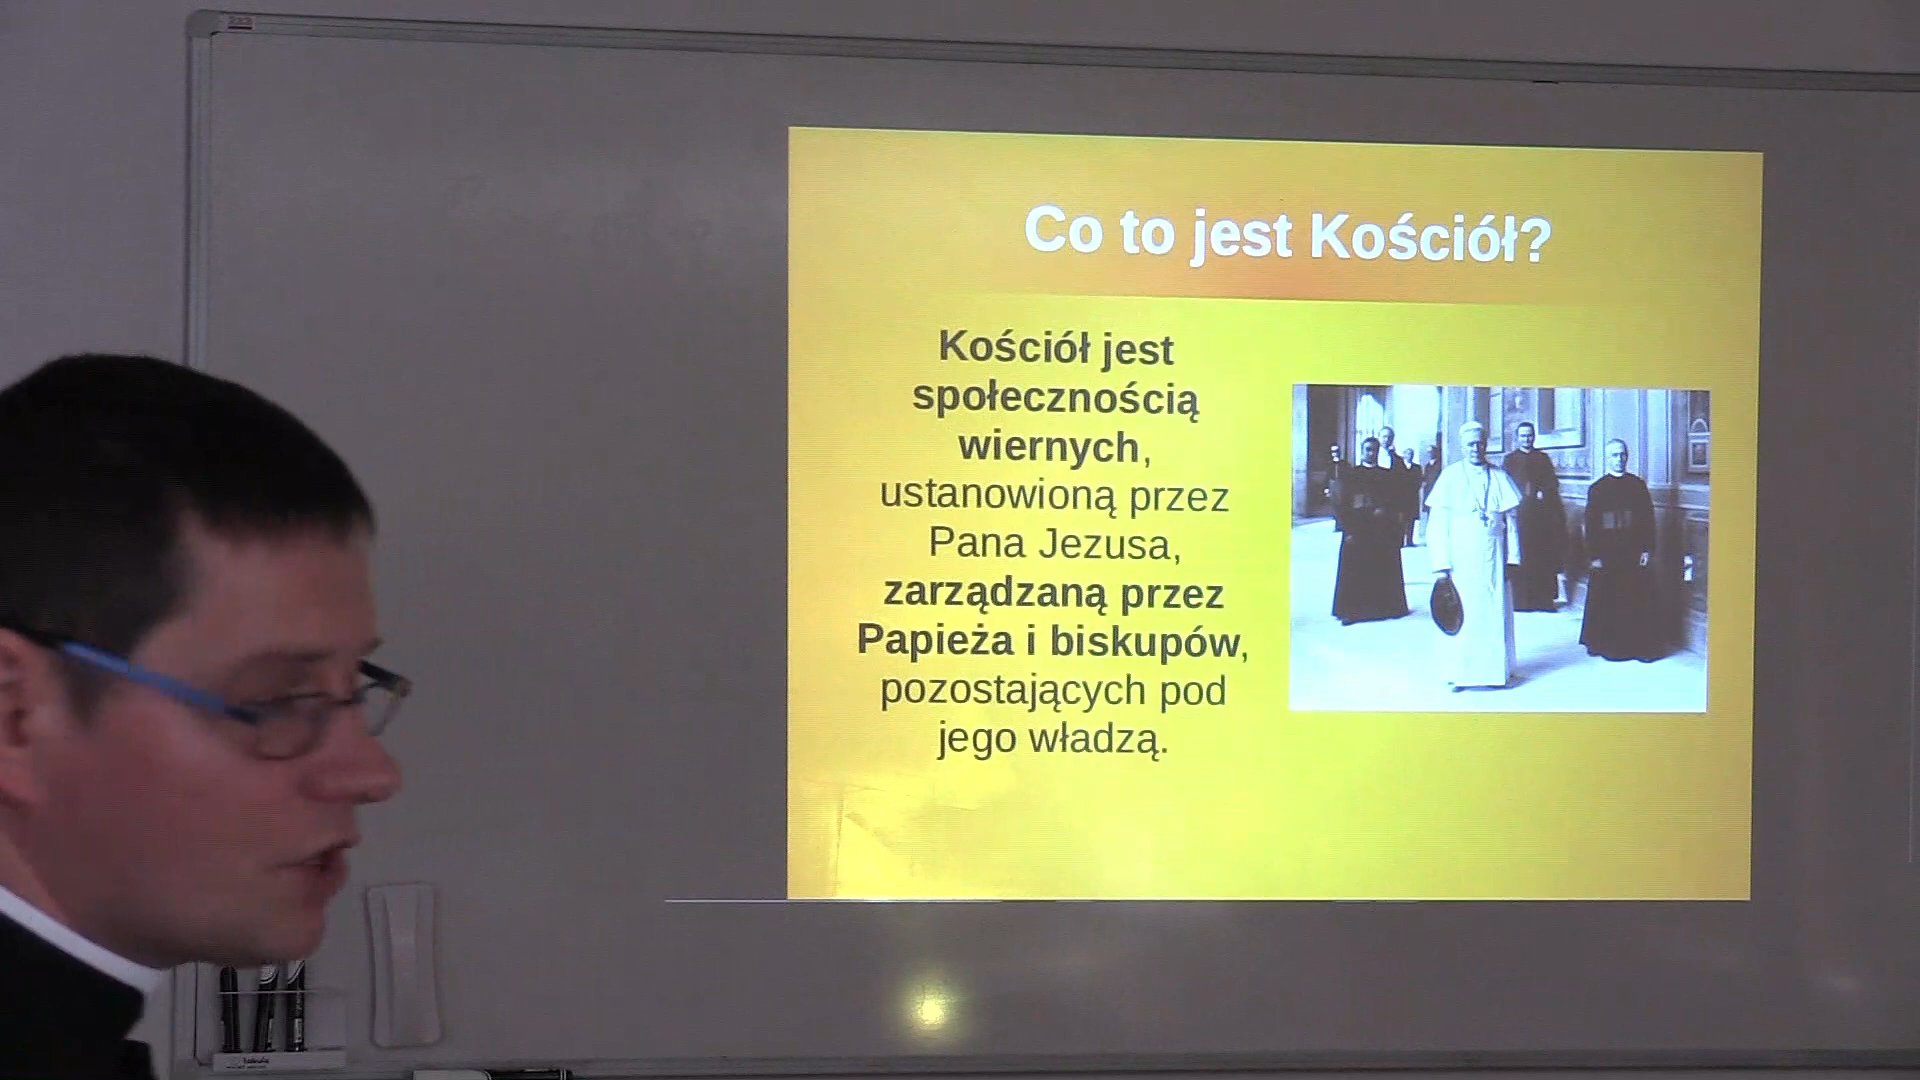 Co to jest Kościół?
Kościół jest
społecznością
wiernych,
ustanowioną przez
Pana Jezusa,
zarządzaną przez
Papieża i biskupów,
pozostających pod
jego władzą.